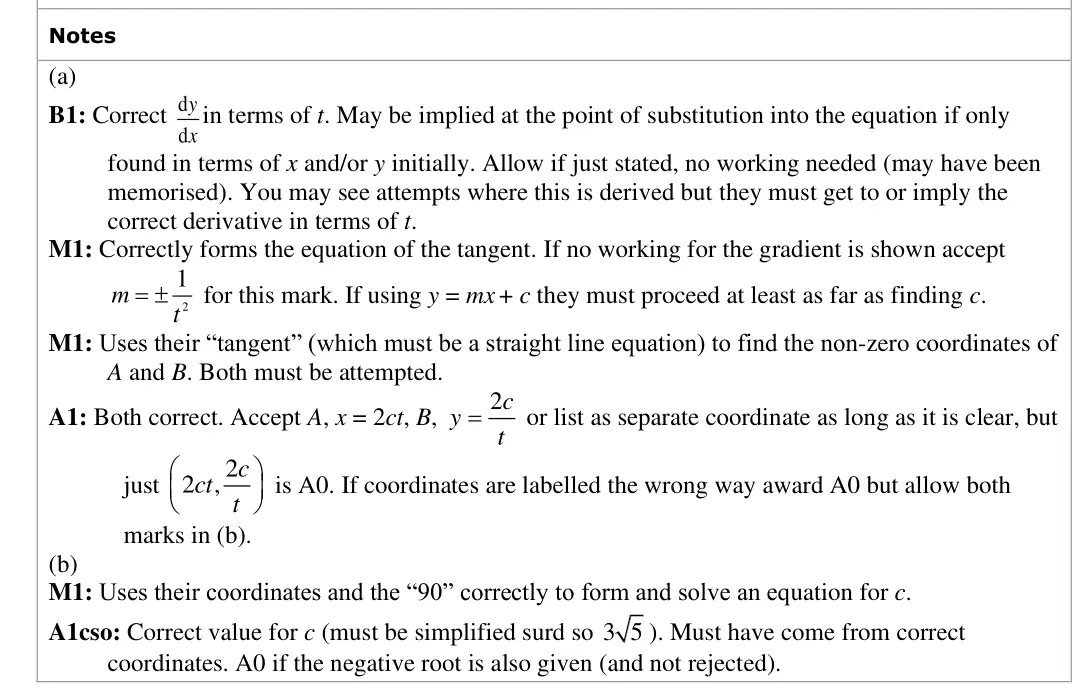 Notes
(a)
B1: Correct dy/dx in terms of t. May be implied at the point of substitution into the equation if only
found in terms of x and/or y initially. Allow if just stated, no working needed (may have been
memorised). You may see attempts where this is derived but they must get to or imply the
correct derivative in terms of t.
M1: Correctly forms the equation of the tangent. If no working for the gradient is shown accept
m = ± 1/t² for this mark. If using y = mx + c they must proceed at least as far as finding c.
M1: Uses their “tangent” (which must be a straight line equation) to find the non-zero coordinates of
A and B. Both must be attempted.
A1: Both correct. Accept A, x = 2ct, B, y = 2c/t or list as separate coordinate as long as it is clear, but
just (2ct, 2c/t) is A0. If coordinates are labelled the wrong way award A0 but allow both
marks in (b).
(b)
M1: Uses their coordinates and the “90” correctly to form and solve an equation for c.
A1cso: Correct value for c (must be simplified surd so 3√5 ). Must have come from correct
coordinates. A0 if the negative root is also given (and not rejected).